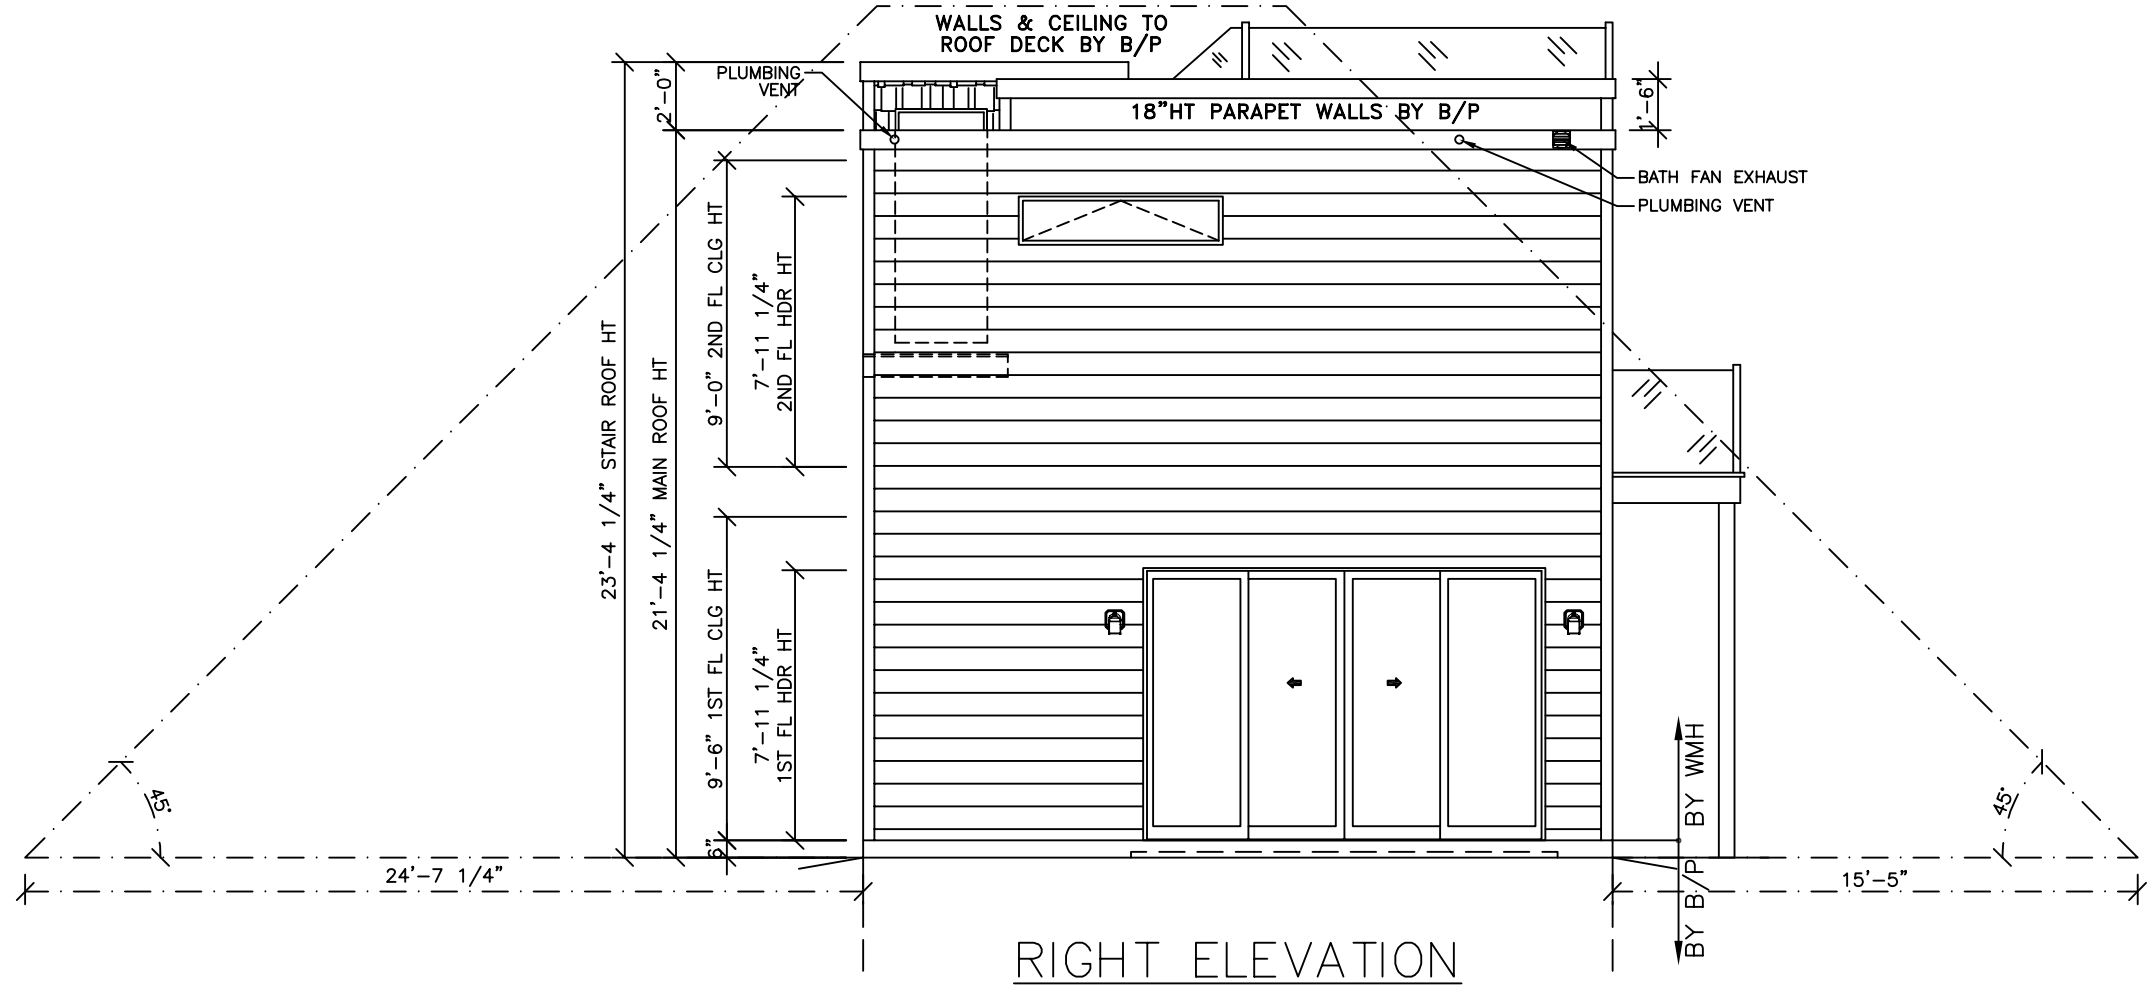 WALLS & CEILING TO
ROOF DECK BY B/P
PLUMBING
VENT
2'-0"
18"HT PARAPET WALLS BY B/P
1'-6"
BATH FAN EXHAUST
PLUMBING VENT
23'-4 1/4" STAIR ROOF HT
21'-4 1/4" MAIN ROOF HT
9'-0" 2ND FL CLG HT
7'-11 1/4"
2ND FL HDR HT
9'-6" 1ST FL CLG HT
7'-11 1/4"
1ST FL HDR HT
6"
45°
45°
24'-7 1/4"
15'-5"
BY WMH
BY B/P
RIGHT ELEVATION